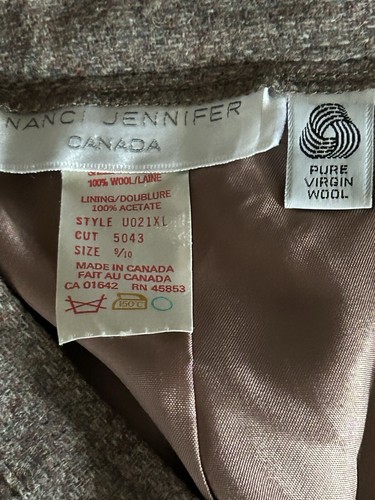 NANCI JENNIFER
CANADA
PURE
VIRGIN
WOOL
100% WOOL/LAINE
LINING/DOUBLURE
100% ACETATE
STYLE U021XL
CUT 5043
SIZE 9/10
MADE IN CANADA
FAIT AU CANADA
CA 01642 RN 45853
150°C